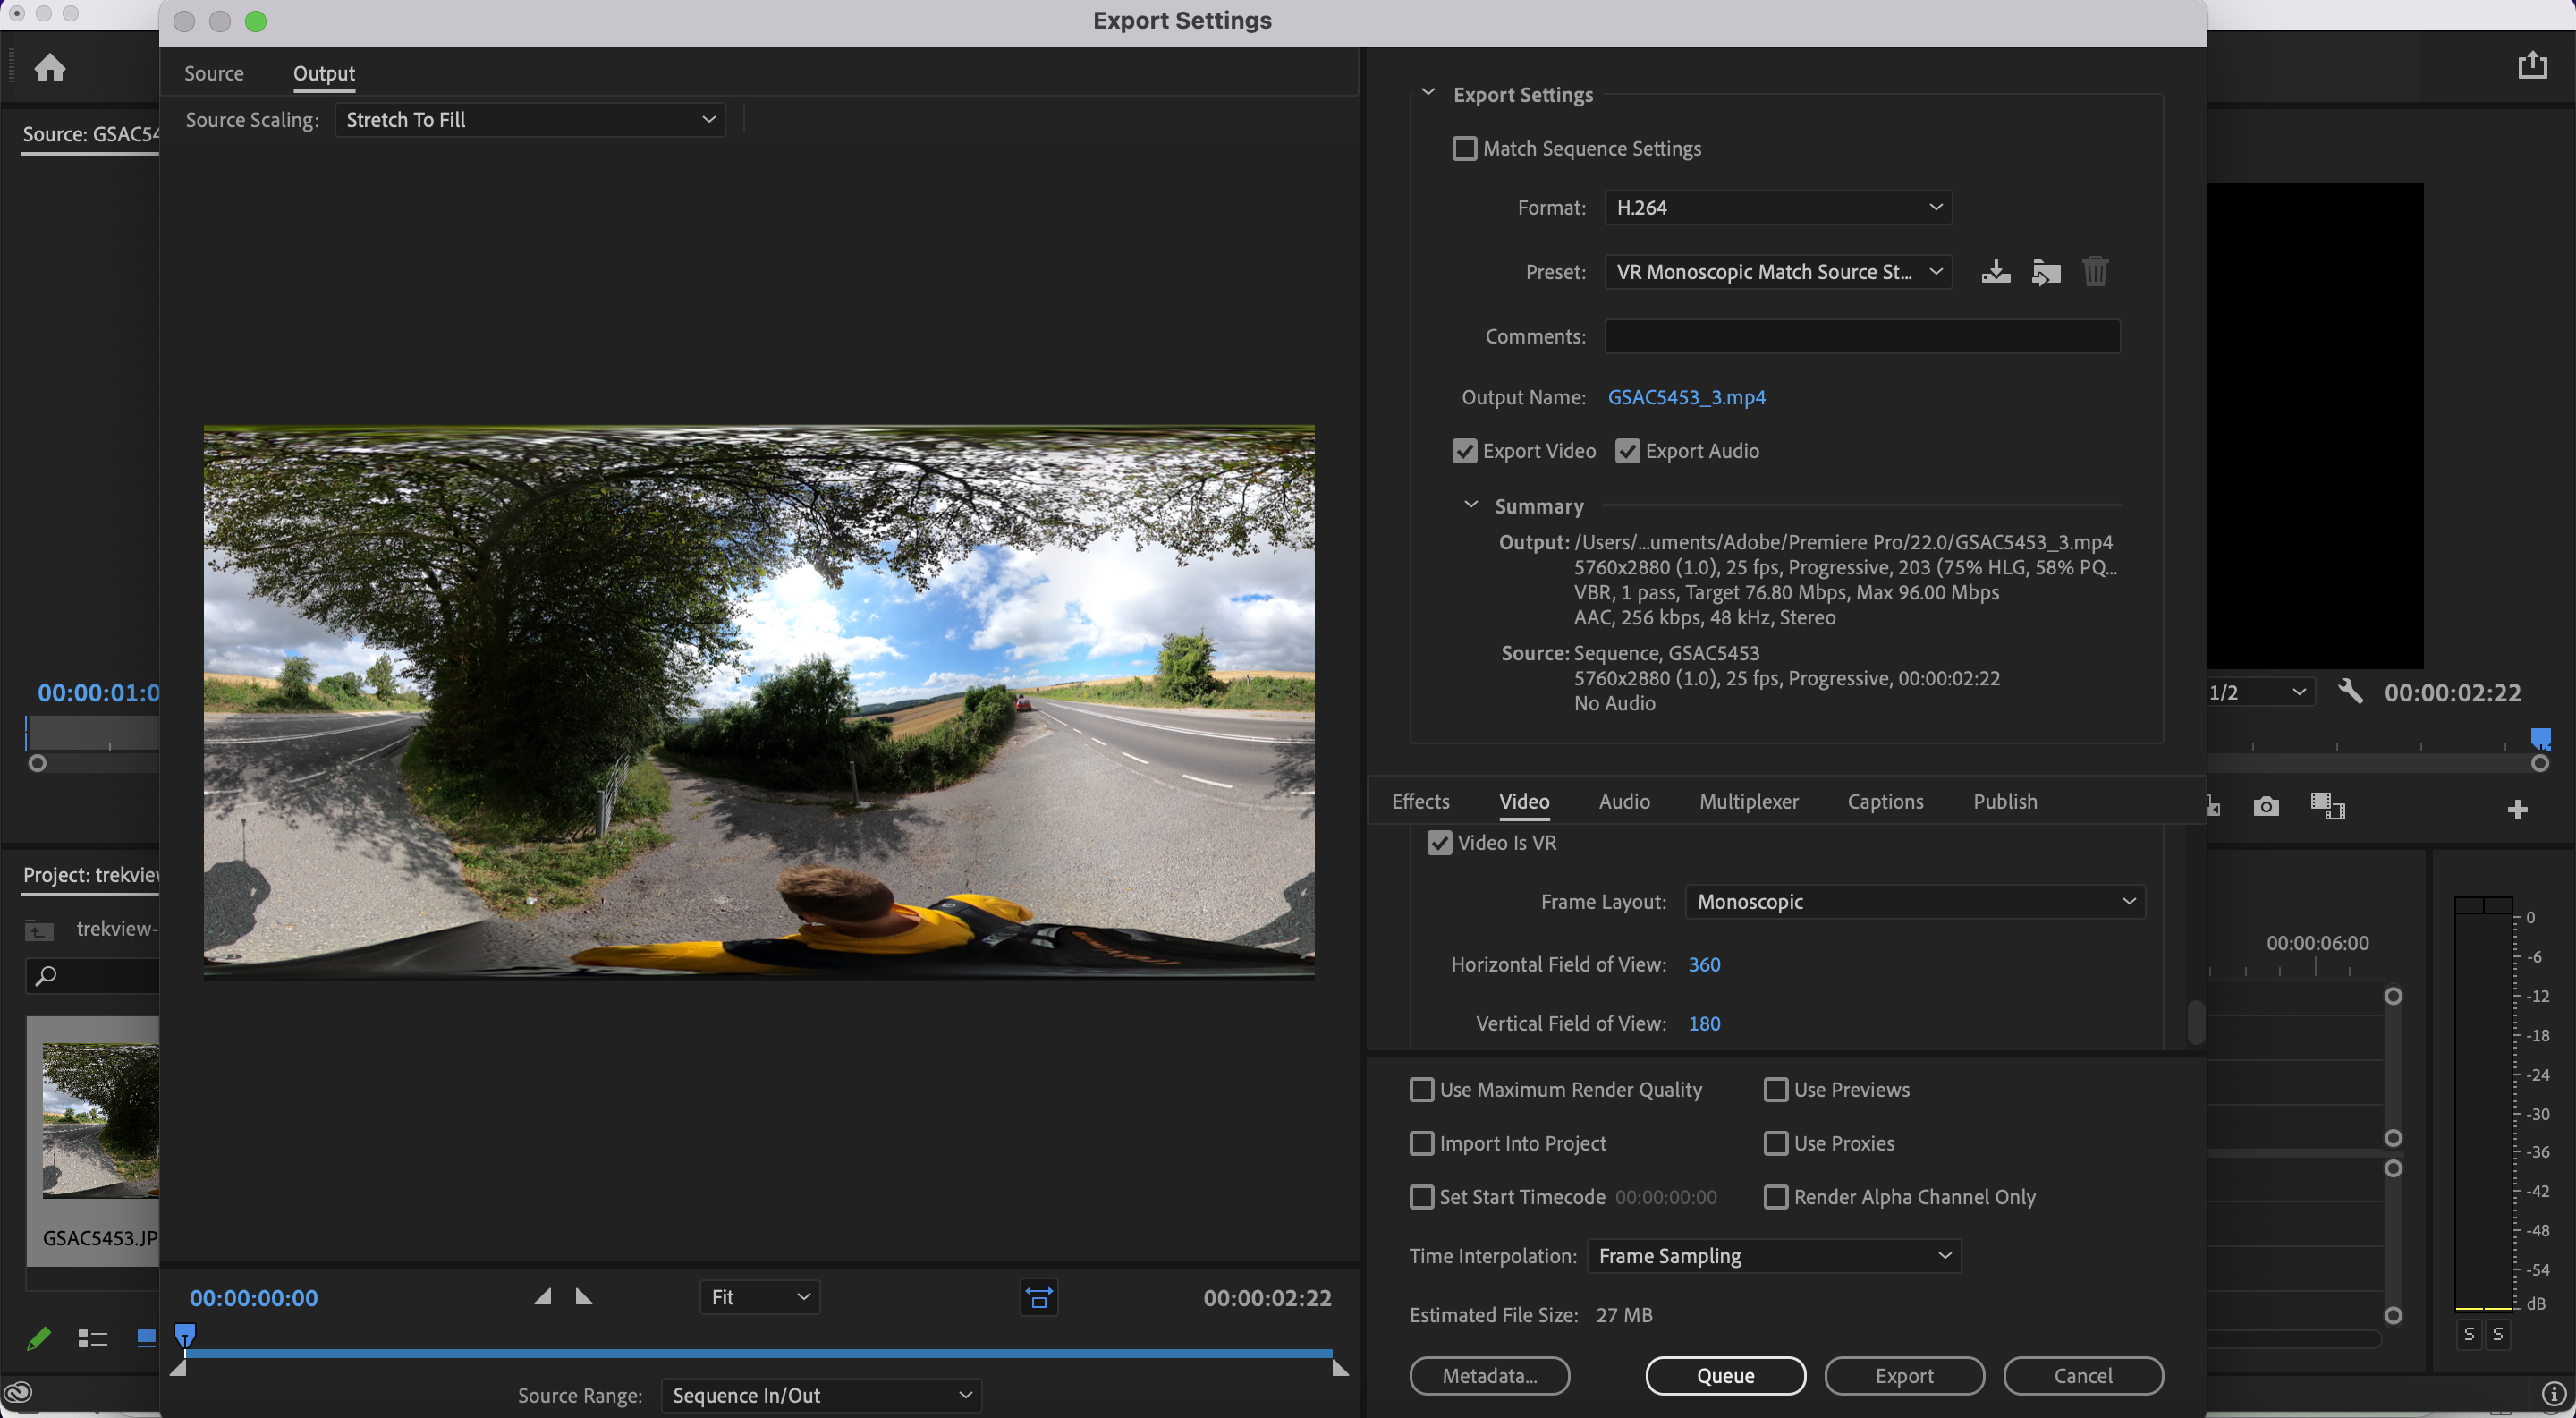 Export Settings
Source
Output
Source Scaling:
Stretch To Fill
Source: GSAC54
00:00:01:0
Project: trekview
trekview-
GSAC5453.JP
00:00:00:00
Fit
00:00:02:22
Source Range:
Sequence In/Out
Export Settings
Match Sequence Settings
Format:
H.264
Preset:
VR Monoscopic Match Source St...
Comments:
Output Name:
GSAC5453_3.mp4
Export Video
Export Audio
Summary
Output: /Users/...uments/Adobe/Premiere Pro/22.0/GSAC5453_3.mp4
5760x2880 (1.0), 25 fps, Progressive, 203 (75% HLG, 58% PQ...
VBR, 1 pass, Target 76.80 Mbps, Max 96.00 Mbps
AAC, 256 kbps, 48 kHz, Stereo
Source: Sequence, GSAC5453
5760x2880 (1.0), 25 fps, Progressive, 00:00:02:22
No Audio
Effects
Video
Audio
Multiplexer
Captions
Publish
Video Is VR
Frame Layout:
Monoscopic
Horizontal Field of View:
360
Vertical Field of View:
180
Use Maximum Render Quality
Use Previews
Import Into Project
Use Proxies
Set Start Timecode
00:00:00:00
Render Alpha Channel Only
Time Interpolation:
Frame Sampling
Estimated File Size:
27 MB
Metadata...
Queue
Export
Cancel
1/2
00:00:02:22
00:00:06:00
0
-6
-12
-18
-24
-30
-36
-42
-48
-54
dB
S
S